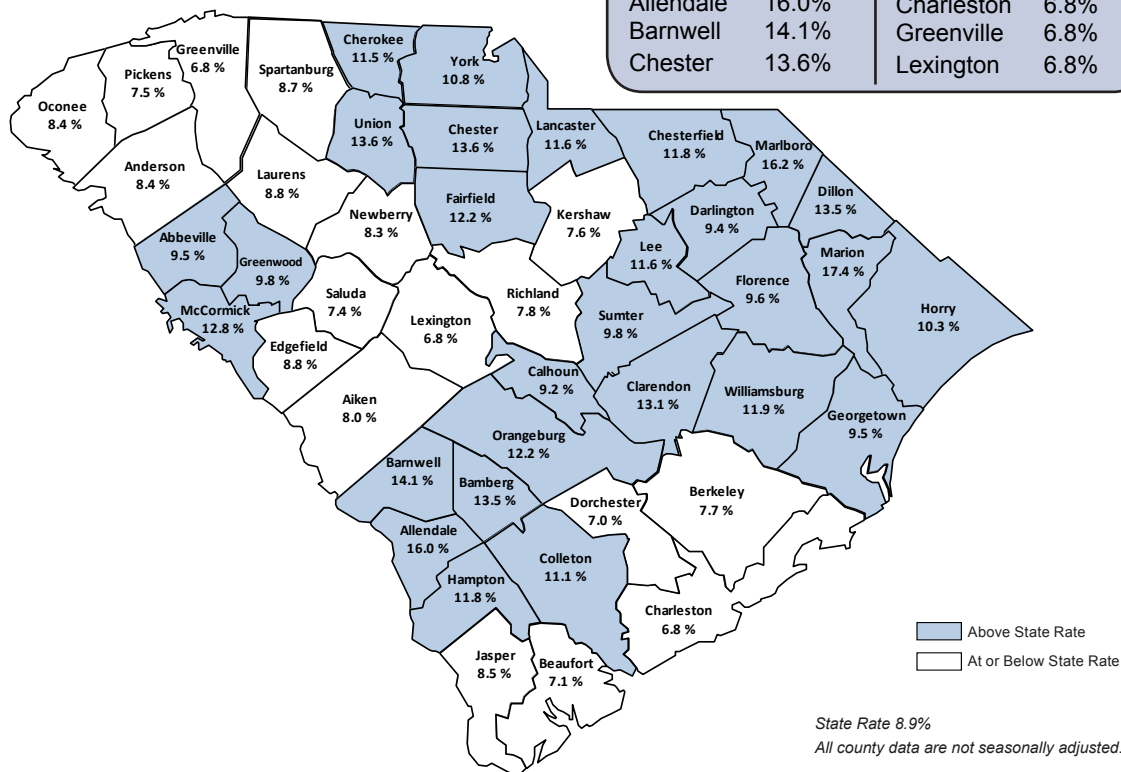 Allendale 16.0% Charleston 6.8%
Barnwell 14.1% Greenville 6.8%
Chester 13.6% Lexington 6.8%
Greenville
6.8 %
Pickens
7.5 %
Oconee
8.4 %
Spartanburg
8.7 %
Cherokee
11.5 %
York
10.8 %
Union
13.6 %
Chester
13.6 %
Lancaster
11.6 %
Chesterfield
11.8 %
Marlboro
16.2 %
Anderson
8.4 %
Laurens
8.8 %
Newberry
8.3 %
Fairfield
12.2 %
Kershaw
7.6 %
Darlington
9.4 %
Dillon
13.5 %
Abbeville
9.5 %
Greenwood
9.8 %
Lee
11.6 %
Marion
17.4 %
McCormick
12.8 %
Saluda
7.4 %
Lexington
6.8 %
Richland
7.8 %
Sumter
9.8 %
Florence
9.6 %
Horry
10.3 %
Edgefield
8.8 %
Aiken
8.0 %
Calhoun
9.2 %
Clarendon
13.1 %
Williamsburg
11.9 %
Georgetown
9.5 %
Orangeburg
12.2 %
Barnwell
14.1 %
Bamberg
13.5 %
Dorchester
7.0 %
Berkeley
7.7 %
Allendale
16.0 %
Colleton
11.1 %
Hampton
11.8 %
Charleston
6.8 %
Jasper
8.5 %
Beaufort
7.1 %
Above State Rate
At or Below State Rate
State Rate 8.9%
All county data are not seasonally adjusted.